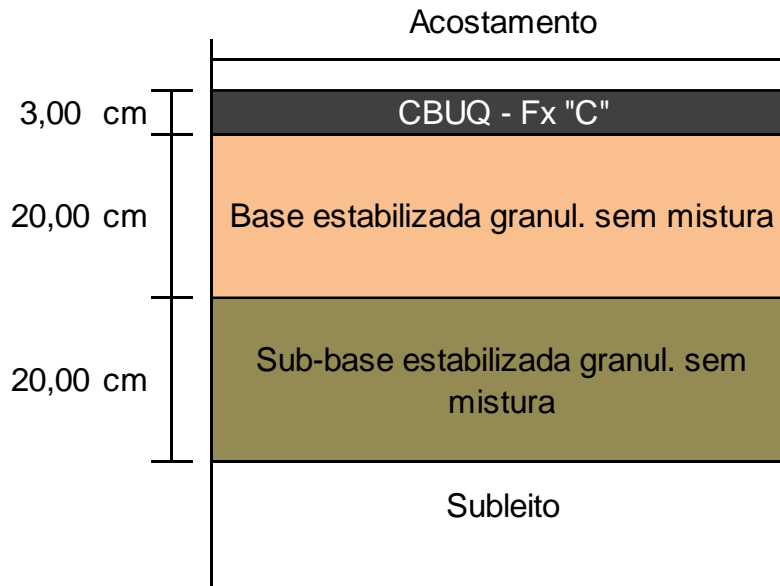 Acostamento
3,00 cm
CBUQ - Fx "C"
20,00 cm
Base estabilizada granul. sem mistura
20,00 cm
Sub-base estabilizada granul. sem
mistura
Subleito